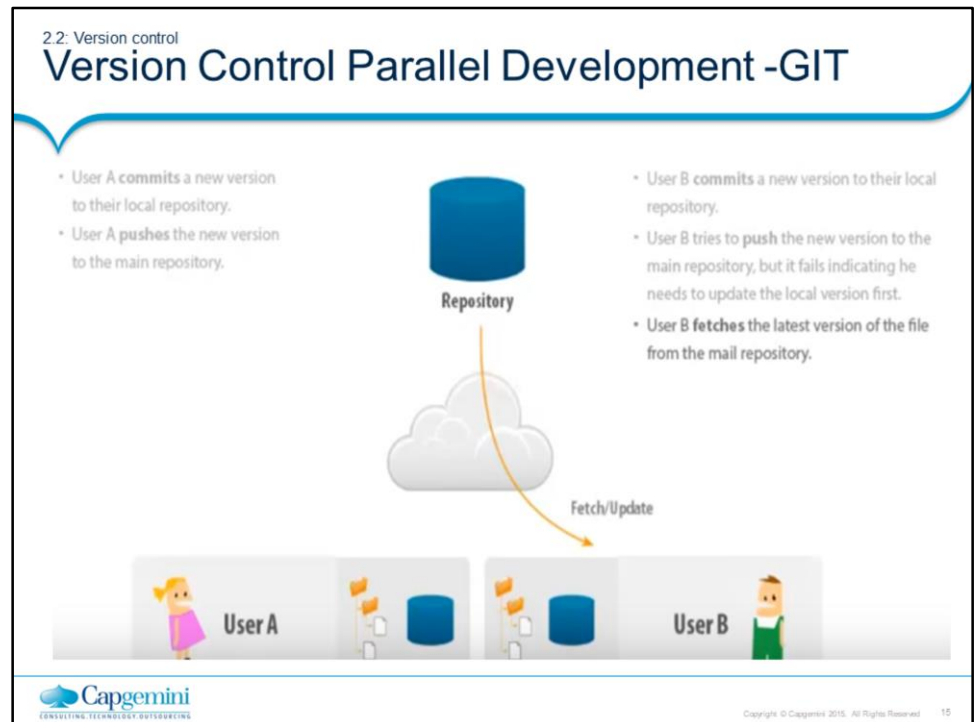 2.2: Version control
Version Control Parallel Development -GIT
• User A commits a new version
to their local repository.
• User A pushes the new version
to the main repository.
Repository
• User B commits a new version to their local
repository.
• User B tries to push the new version to the
main repository, but it fails indicating he
needs to update the local version first.
• User B fetches the latest version of the file
from the mail repository.
Fetch/Update
User A
User B
Capgemini
CONSULTING.TECHNOLOGY.OUTSOURCING
Copyright © Capgemini 2015. All Rights Reserved 15